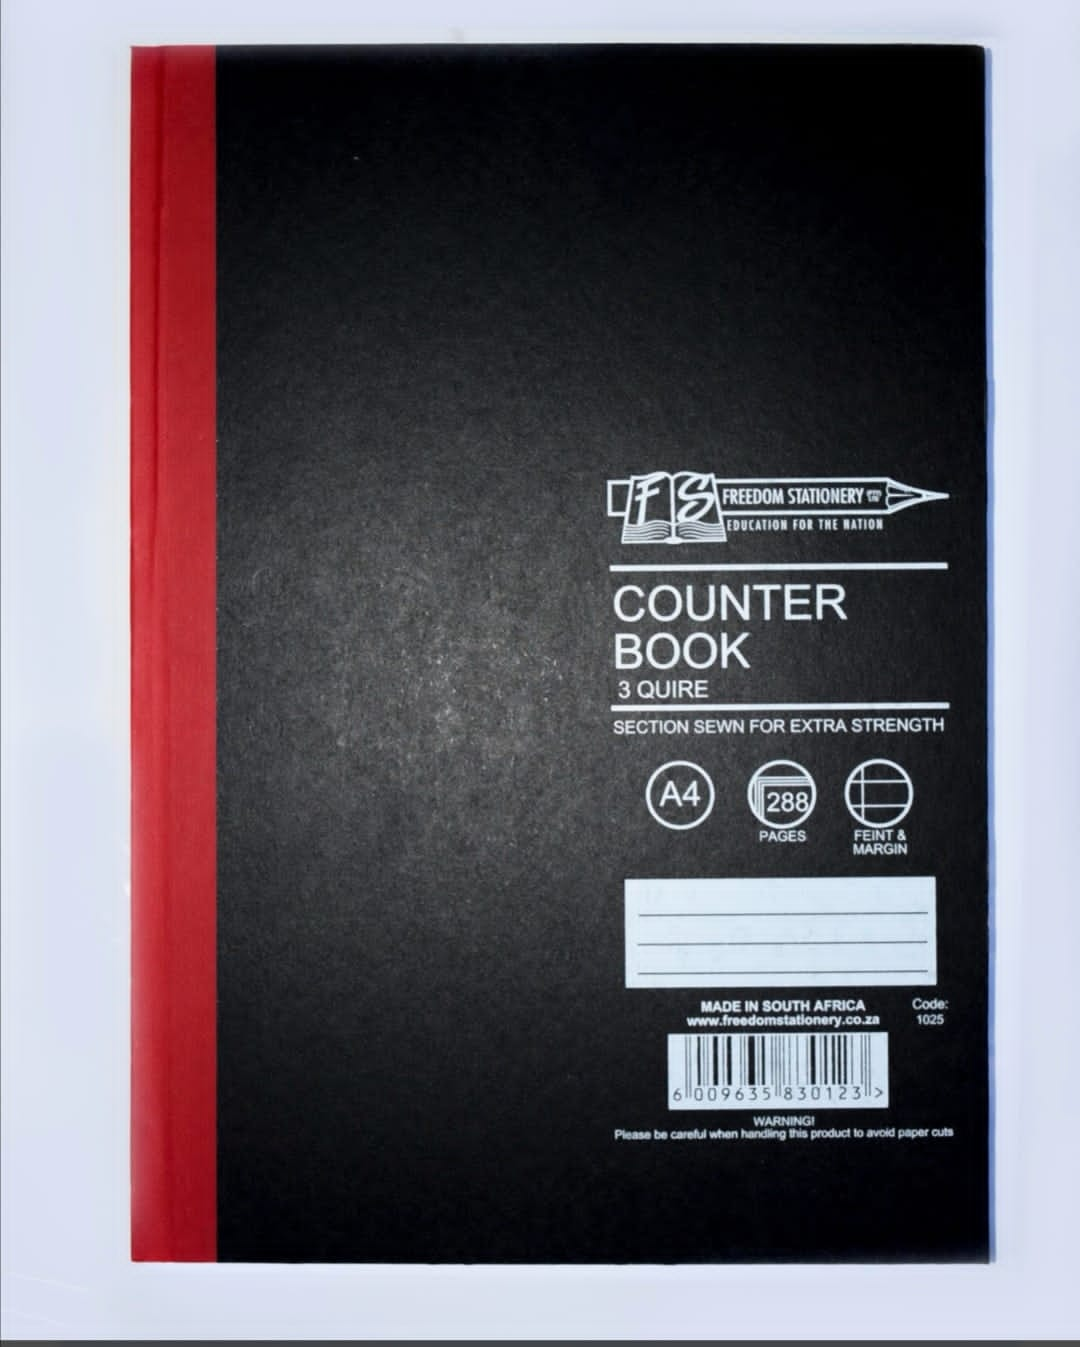 FS FREEDOM STATIONERY (PTY) LTD
EDUCATION FOR THE NATION
COUNTER
BOOK
3 QUIRE
SECTION SEWN FOR EXTRA STRENGTH
A4
288
PAGES
FEINT &
MARGIN
MADE IN SOUTH AFRICA
www.freedomstationery.co.za
Code:
1025
6 009635 830123 >
WARNING!
Please be careful when handling this product to avoid paper cuts